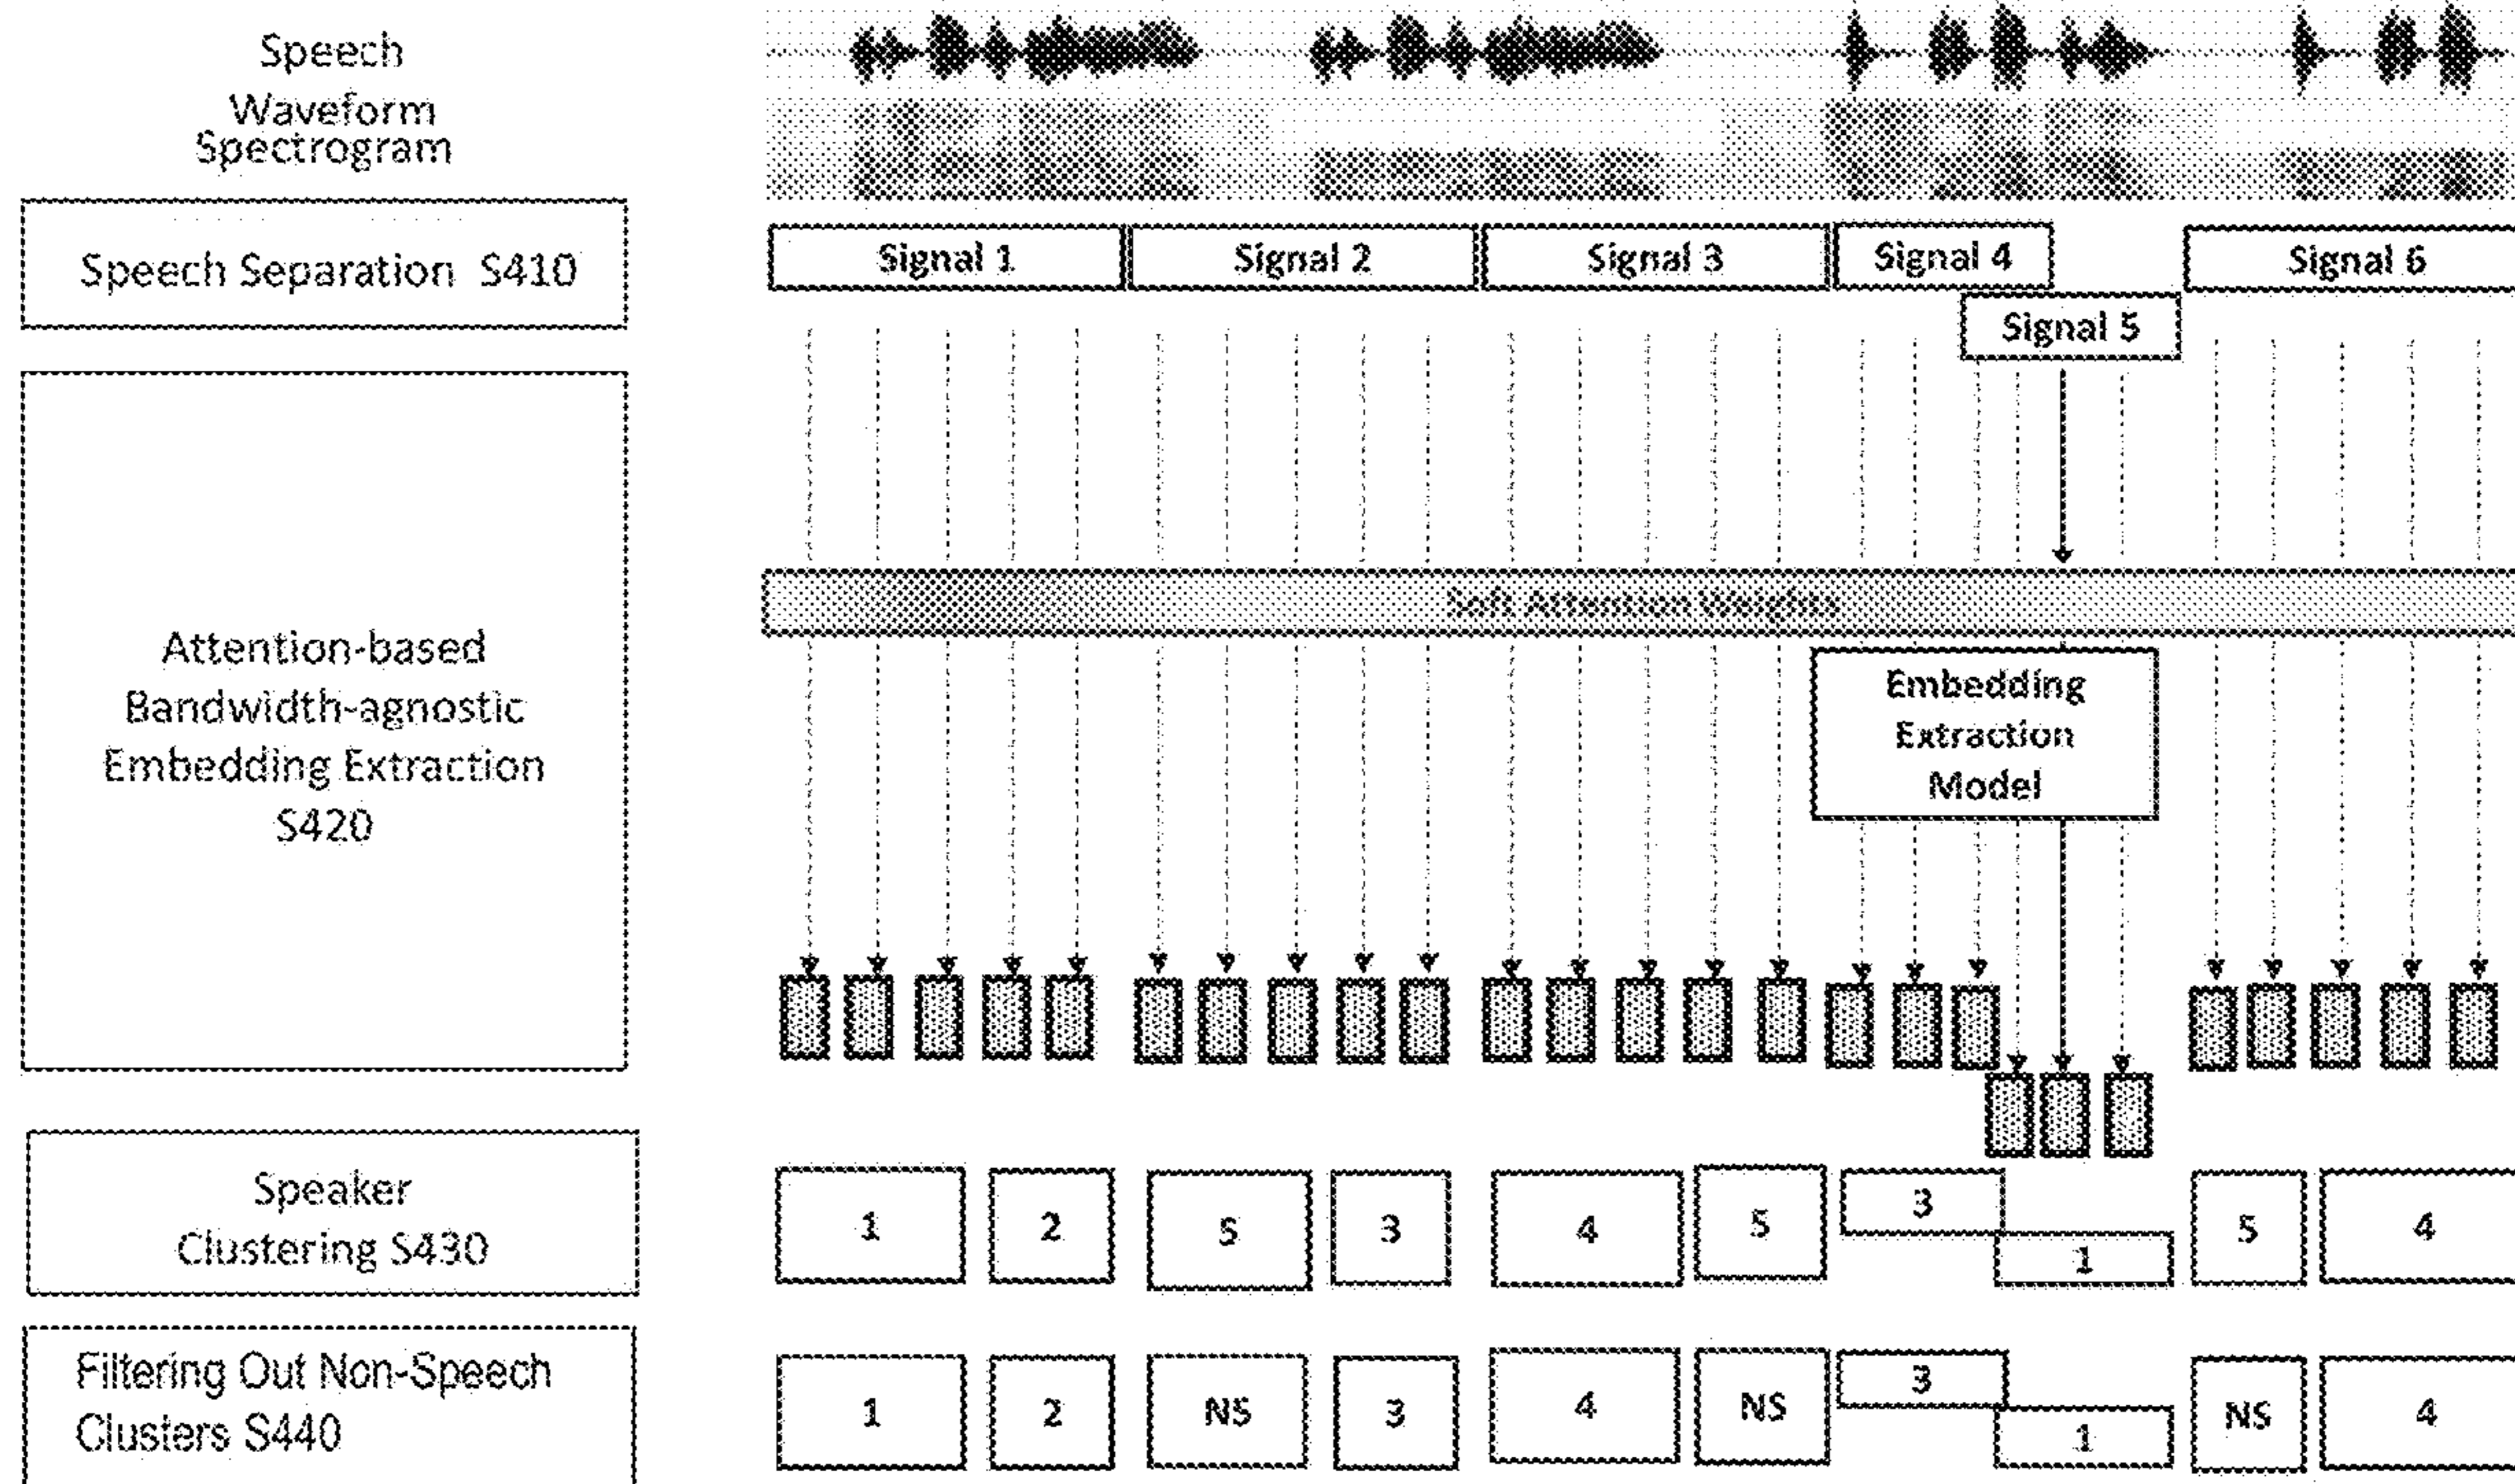 Speech
Waveform
Spectrogram
Speech Separation S410
Signal 1
Signal 2
Signal 3
Signal 4
Signal 6
Signal 5
Soft Attention Weights
Attention-based
Bandwidth-agnostic
Embedding Extraction
S420
Embedding
Extraction
Model
Speaker
Clustering S430
1
2
5
3
4
5
3
1
5
4
Filtering Out Non-Speech
Clusters S440
1
2
NS
3
4
NS
3
1
NS
4